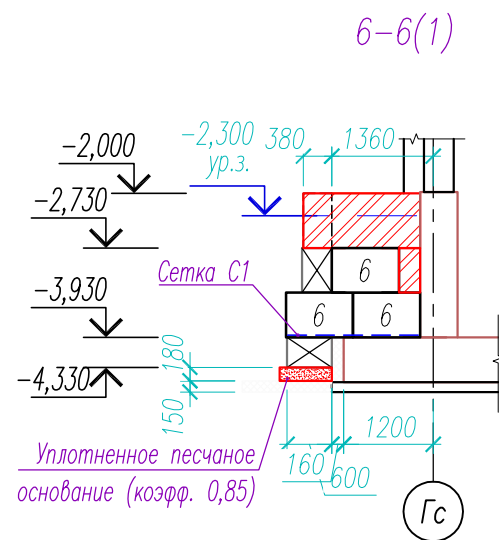 6-6(1)
-2,300 380 1360
ур.з.
-2,000
-2,730
6
Сетка С1
-3,930
6 6
180
-4,330
150
1200
Уплотненное песчаное
основание (коэфф. 0,85)
160
600
Гс